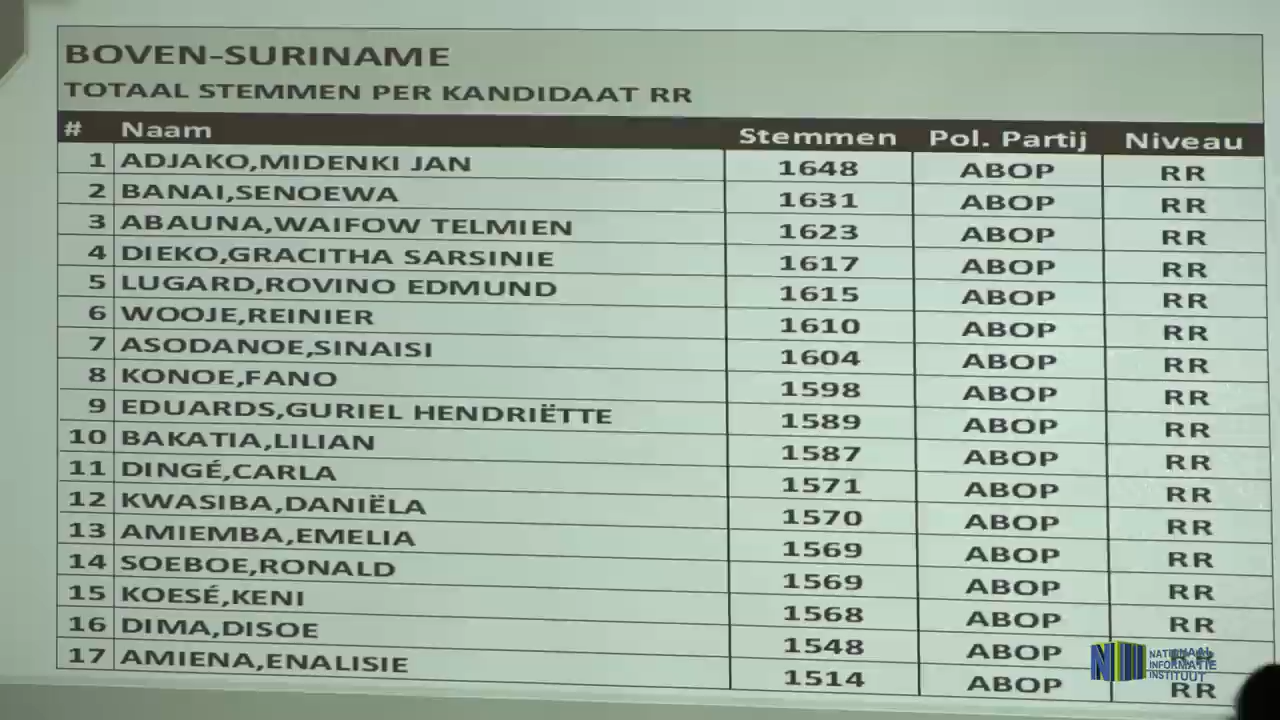 BOVEN-SURINAME
TOTAAL STEMMEN PER KANDIDAAT RR
# Naam Stemmen Pol. Partij Niveau
1 ADJAKO,MIDENKI JAN 1648 ABOP RR
2 BANAI,SENOEWA 1631 ABOP RR
3 ABAUNA,WAIFOW TELMIEN 1623 ABOP RR
4 DIEKO,GRACITHA SARSINIE 1617 ABOP RR
5 LUGARD,ROVINO EDMUND 1615 ABOP RR
6 WOOJE,REINIER 1610 ABOP RR
7 ASODANOE,SINAISI 1604 ABOP RR
8 KONOE,FANO 1598 ABOP RR
9 EDUARDS,GURIEL HENDRIËTTE 1589 ABOP RR
10 BAKATIA,LILIAN 1587 ABOP RR
11 DINGÉ,CARLA 1571 ABOP RR
12 KWASIBA,DANIËLA 1570 ABOP RR
13 AMIEMBA,EMELIA 1569 ABOP RR
14 SOEBOE,RONALD 1569 ABOP RR
15 KOESÉ,KENI 1568 ABOP RR
16 DIMA,DISOE 1548 ABOP RR
17 AMIENA,ENALISIE 1514 ABOP RR
NII NATIONAAL
INFORMATIE
INSTITUUT